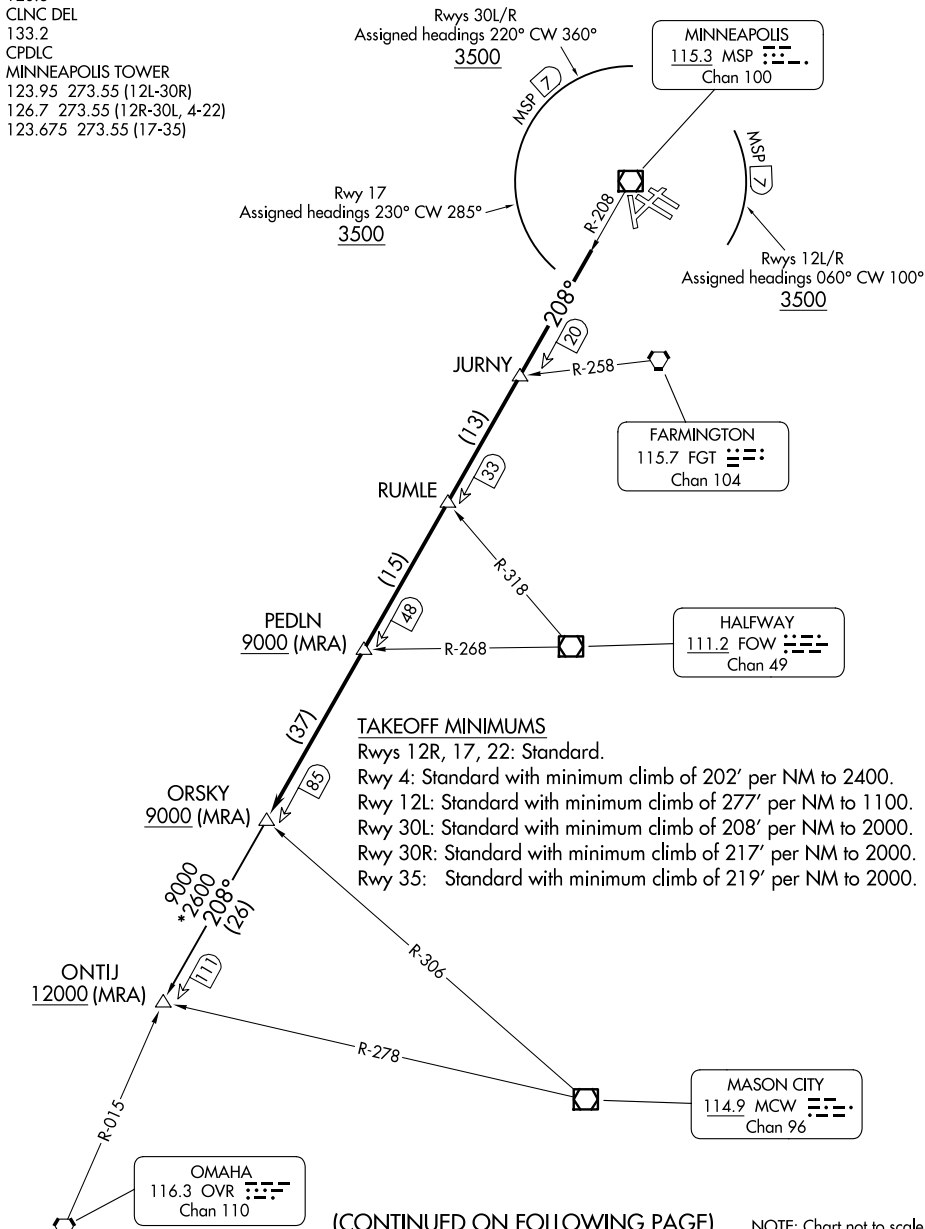 CLNC DEL
133.2
CPDLC
MINNEAPOLIS TOWER
123.95 273.55 (12L-30R)
126.7 273.55 (12R-30L, 4-22)
123.675 273.55 (17-35)
Rwys 30L/R
Assigned headings 220° CW 360°
3500
MINNEAPOLIS
115.3 MSP
Chan 100
MSP 7
MSP 7
Rwy 17
Assigned headings 230° CW 285°
3500
R-208
Rwys 12L/R
Assigned headings 060° CW 100°
3500
208°
20
JURNY
R-258
(13)
FARMINGTON
115.7 FGT
Chan 104
33
RUMLE
R-318
(15)
48
PEDLN
9000 (MRA)
R-268
HALFWAY
111.2 FOW
Chan 49
(37)
TAKEOFF MINIMUMS
Rwys 12R, 17, 22: Standard.
Rwy 4: Standard with minimum climb of 202' per NM to 2400.
Rwy 12L: Standard with minimum climb of 277' per NM to 1100.
Rwy 30L: Standard with minimum climb of 208' per NM to 2000.
Rwy 30R: Standard with minimum climb of 217' per NM to 2000.
Rwy 35: Standard with minimum climb of 219' per NM to 2000.
85
ORSKY
9000 (MRA)
9000
*2600
208°
(26)
R-306
111
ONTIJ
12000 (MRA)
R-278
R-015
MASON CITY
114.9 MCW
Chan 96
OMAHA
116.3 OVR
Chan 110
(CONTINUED ON FOLLOWING PAGE)
NOTE: Chart not to scale